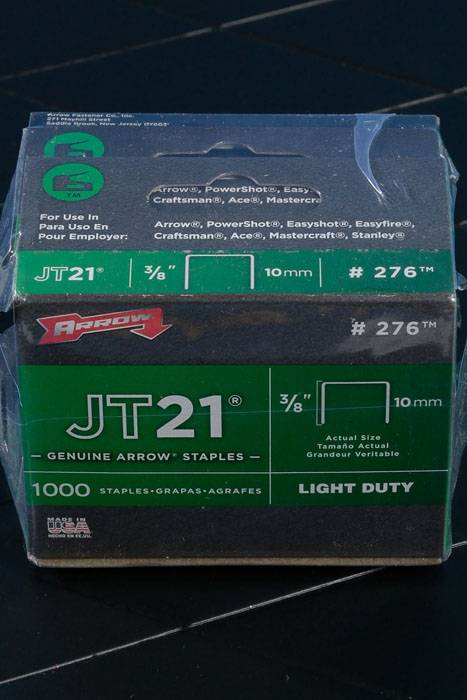 Arrow Fastener Co., Inc.
271 Mayhill Street
Saddle Brook, New Jersey 07663
TM
Arrow®, PowerShot®, Easy
Craftsman®, Ace®, Mastercra
For Use In
Para Uso En
Pour Employer:
Arrow®, PowerShot®, Easyshot®, Easyfire®,
Craftsman®, Ace®, Mastercraft®, Stanley®
JT21® 3/8" 10mm # 276™
ARROW
# 276™
JT21®
GENUINE ARROW® STAPLES
3/8" 10mm
Actual Size
Tamaño Actual
Grandeur Veritable
1000 STAPLES•GRAPAS•AGRAFES
LIGHT DUTY
MADE IN
USA
HECHO EN EE.UU.